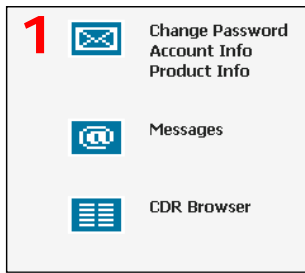 1
Change Password
Account Info
Product Info
@
Messages
CDR Browser